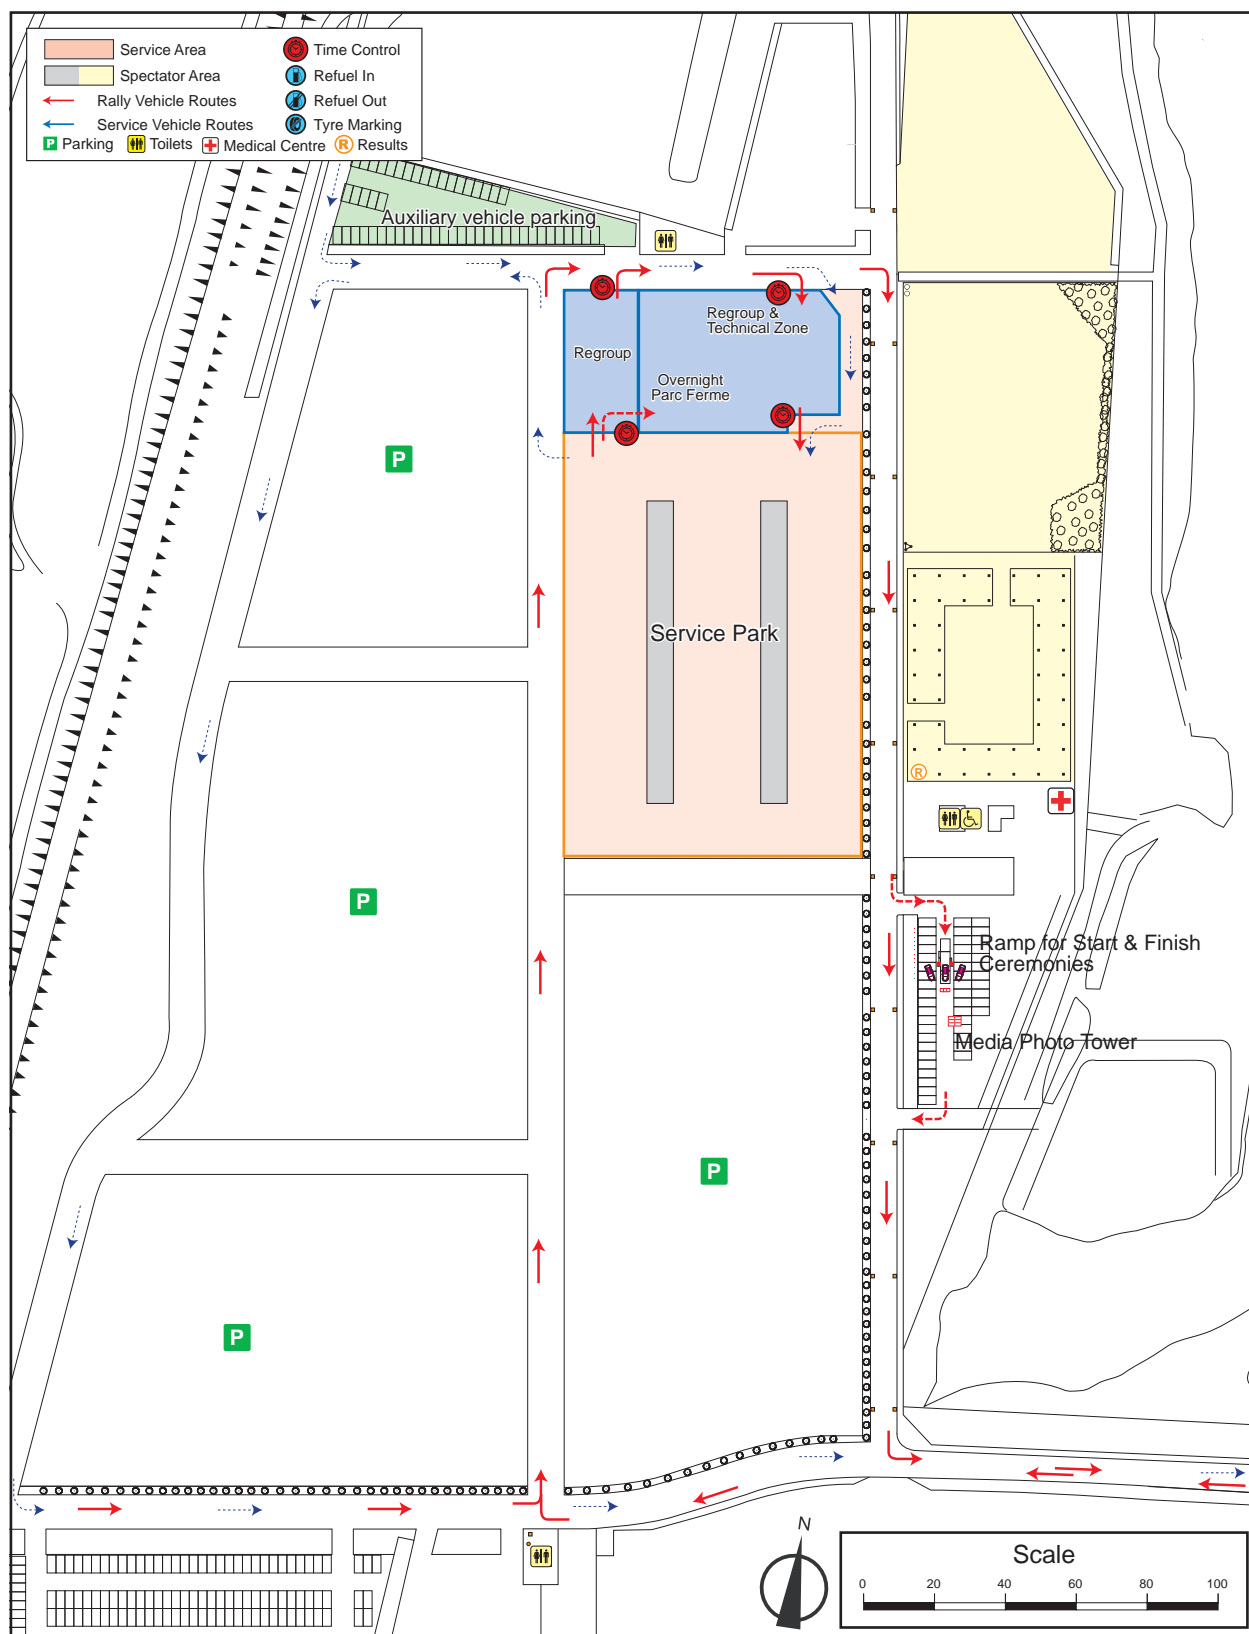 Service Area
Time Control
Spectator Area
Refuel In
Rally Vehicle Routes
Refuel Out
Service Vehicle Routes
Tyre Marking
P Parking
Toilets
Medical Centre
R Results
Auxiliary vehicle parking
Regroup &
Technical Zone
Regroup
Overnight
Parc Ferme
P
Service Park
R
P
Ramp for Start & Finish
Ceremonies
Media Photo Tower
P
P
N
Scale
0 20 40 60 80 100